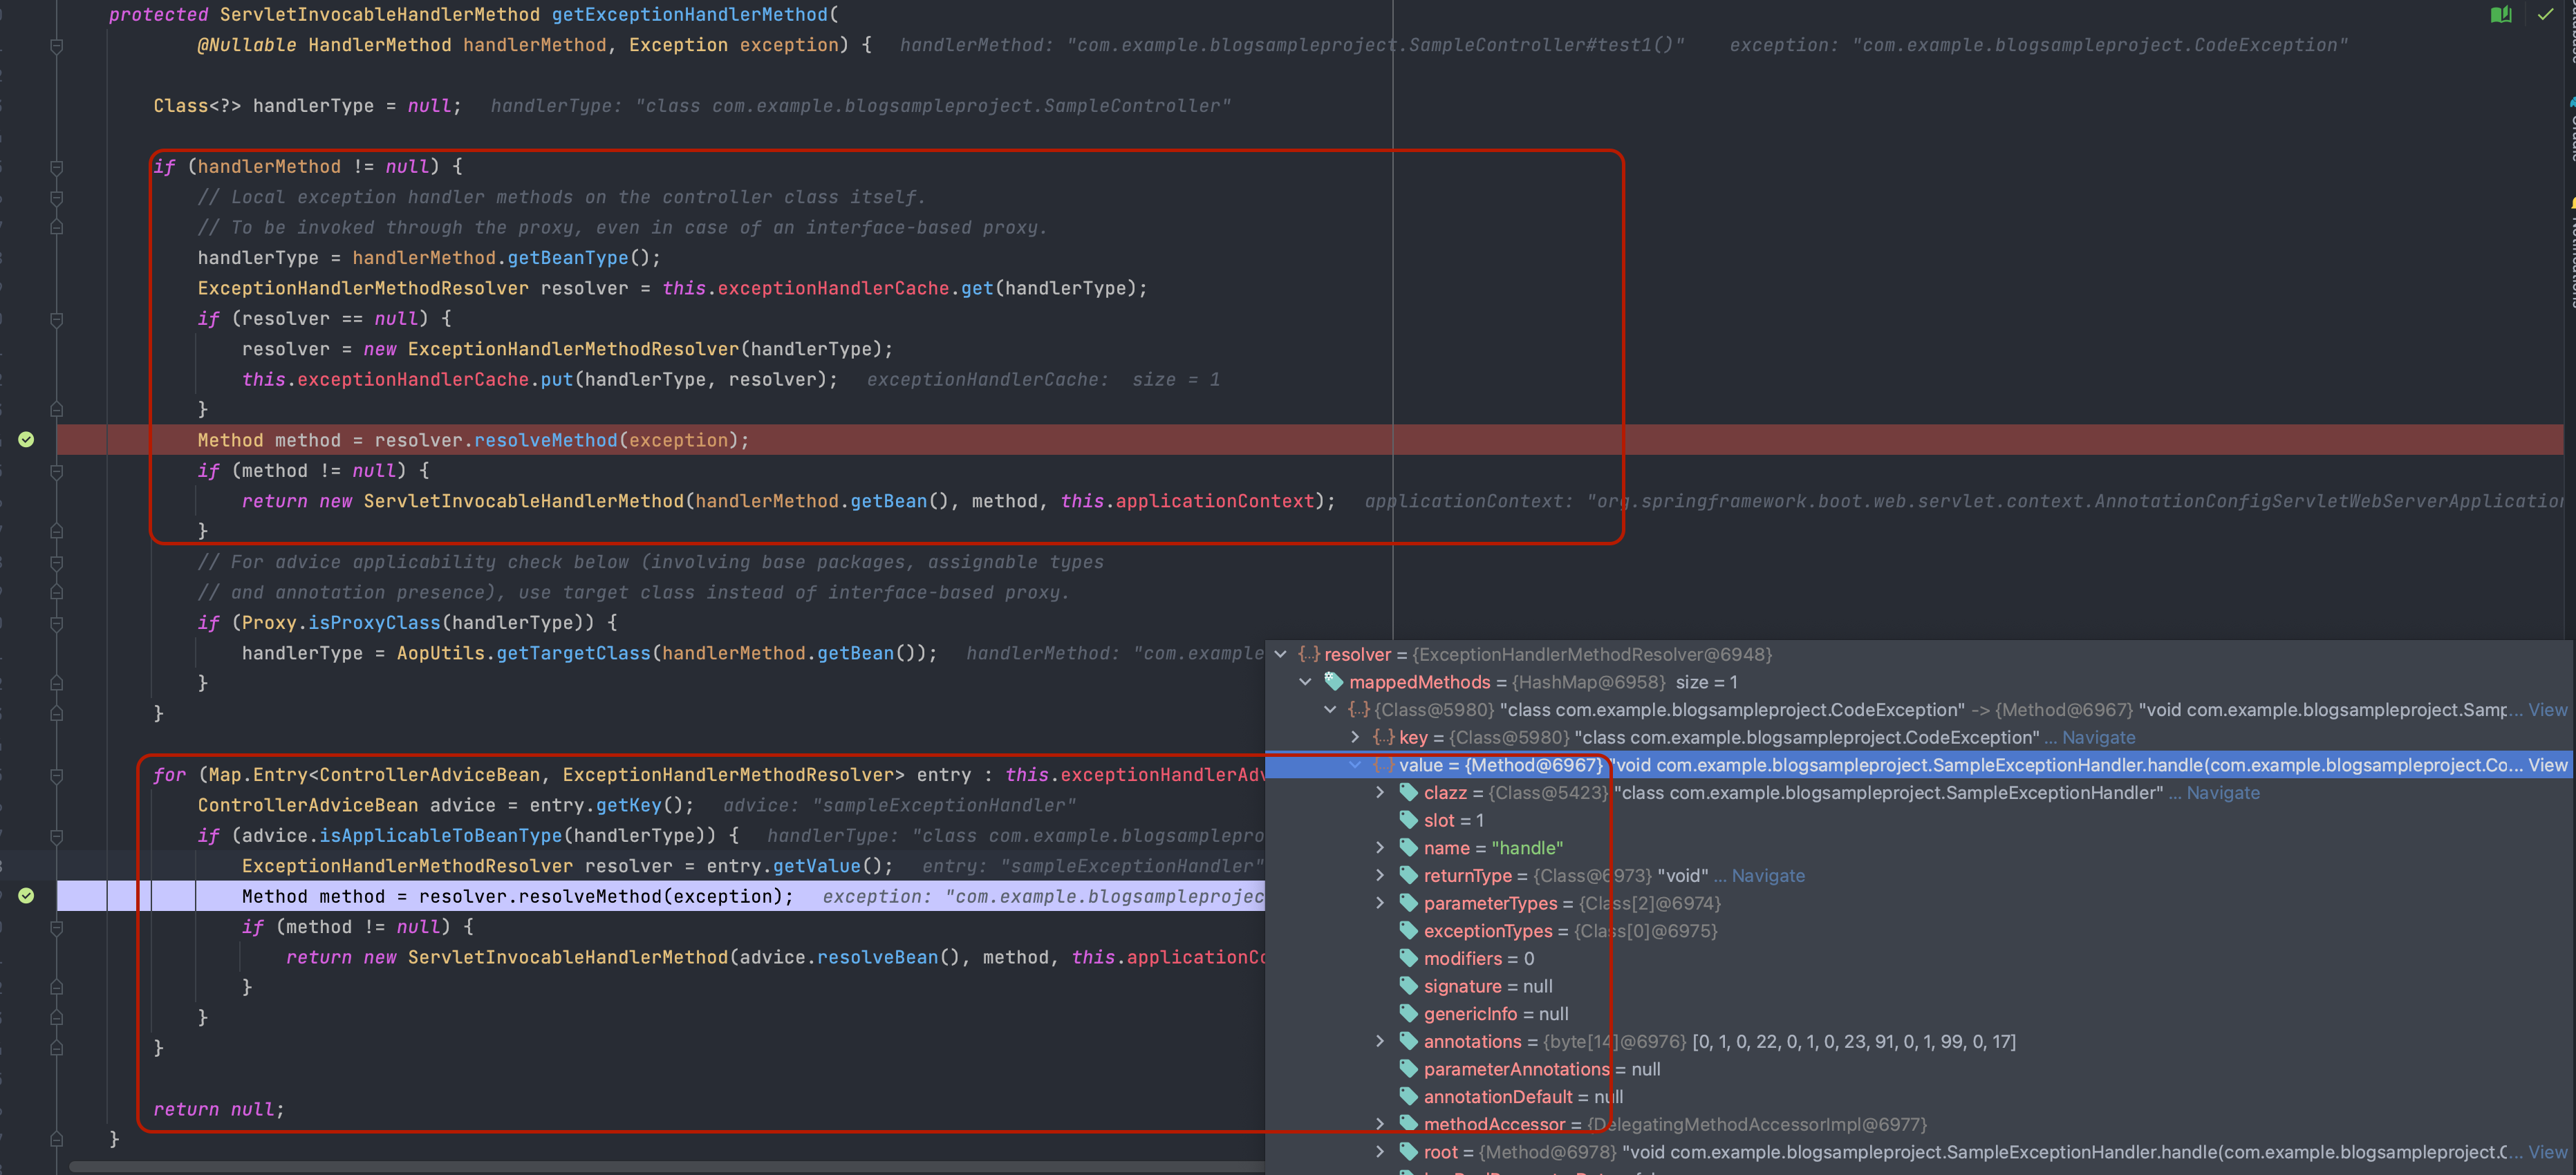 protected ServletInvocableHandlerMethod getExceptionHandlerMethod(
@Nullable HandlerMethod handlerMethod, Exception exception) { handlerMethod: "com.example.blogsampleproject.SampleController#test1()" exception: "com.example.blogsampleproject.CodeException"
Class<?> handlerType = null; handlerType: "class com.example.blogsampleproject.SampleController"
if (handlerMethod != null) {
// Local exception handler methods on the controller class itself.
// To be invoked through the proxy, even in case of an interface-based proxy.
handlerType = handlerMethod.getBeanType();
ExceptionHandlerMethodResolver resolver = this.exceptionHandlerCache.get(handlerType);
if (resolver == null) {
resolver = new ExceptionHandlerMethodResolver(handlerType);
this.exceptionHandlerCache.put(handlerType, resolver); exceptionHandlerCache: size = 1
}
Method method = resolver.resolveMethod(exception);
if (method != null) {
return new ServletInvocableHandlerMethod(handlerMethod.getBean(), method, this.applicationContext); applicationContext: "org.springframework.boot.web.servlet.context.AnnotationConfigServletWebServerApplication
}
// For advice applicability check below (involving base packages, assignable types
// and annotation presence), use target class instead of interface-based proxy.
if (Proxy.isProxyClass(handlerType)) {
handlerType = AopUtils.getTargetClass(handlerMethod.getBean()); handlerMethod: "com.example
}
}
for (Map.Entry<ControllerAdviceBean, ExceptionHandlerMethodResolver> entry : this.exceptionHandlerAdv
ControllerAdviceBean advice = entry.getKey(); advice: "sampleExceptionHandler"
if (advice.isApplicableToBeanType(handlerType)) { handlerType: "class com.example.blogsamplepro
ExceptionHandlerMethodResolver resolver = entry.getValue(); entry: "sampleExceptionHandler"
Method method = resolver.resolveMethod(exception); exception: "com.example.blogsampleprojec
if (method != null) {
return new ServletInvocableHandlerMethod(advice.resolveBean(), method, this.applicationCo
}
}
}
return null;
}
resolver = {ExceptionHandlerMethodResolver@6948}
mappedMethods = {HashMap@6958} size = 1
{Class@5980} "class com.example.blogsampleproject.CodeException" -> {Method@6967} "void com.example.blogsampleproject.Samp... View
key = {Class@5980} "class com.example.blogsampleproject.CodeException" ... Navigate
value = {Method@6967} "void com.example.blogsampleproject.SampleExceptionHandler.handle(com.example.blogsampleproject.Co... View
clazz = {Class@5423} "class com.example.blogsampleproject.SampleExceptionHandler" ... Navigate
slot = 1
name = "handle"
returnType = {Class@6973} "void" ... Navigate
parameterTypes = {Class[2]@6974}
exceptionTypes = {Class[0]@6975}
modifiers = 0
signature = null
genericInfo = null
annotations = {byte[14]@6976} [0, 1, 0, 22, 0, 1, 0, 23, 91, 0, 1, 99, 0, 17]
parameterAnnotations = null
annotationDefault = null
methodAccessor = {DelegatingMethodAccessorImpl@6977}
root = {Method@6978} "void com.example.blogsampleproject.SampleExceptionHandler.handle(com.example.blogsampleproject.C... View